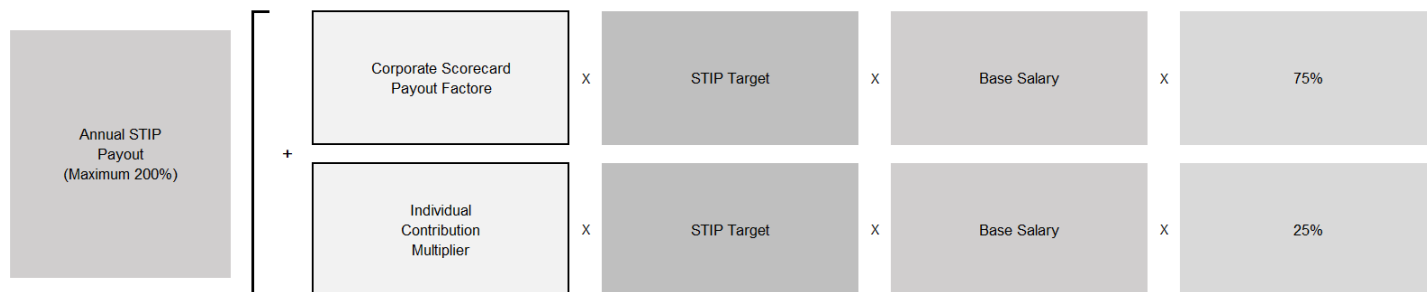 Annual STIP
Payout
(Maximum 200%)
+
Corporate Scorecard
Payout Factore
X
STIP Target
X
Base Salary
X
75%
Individual
Contribution
Multiplier
X
STIP Target
X
Base Salary
X
25%